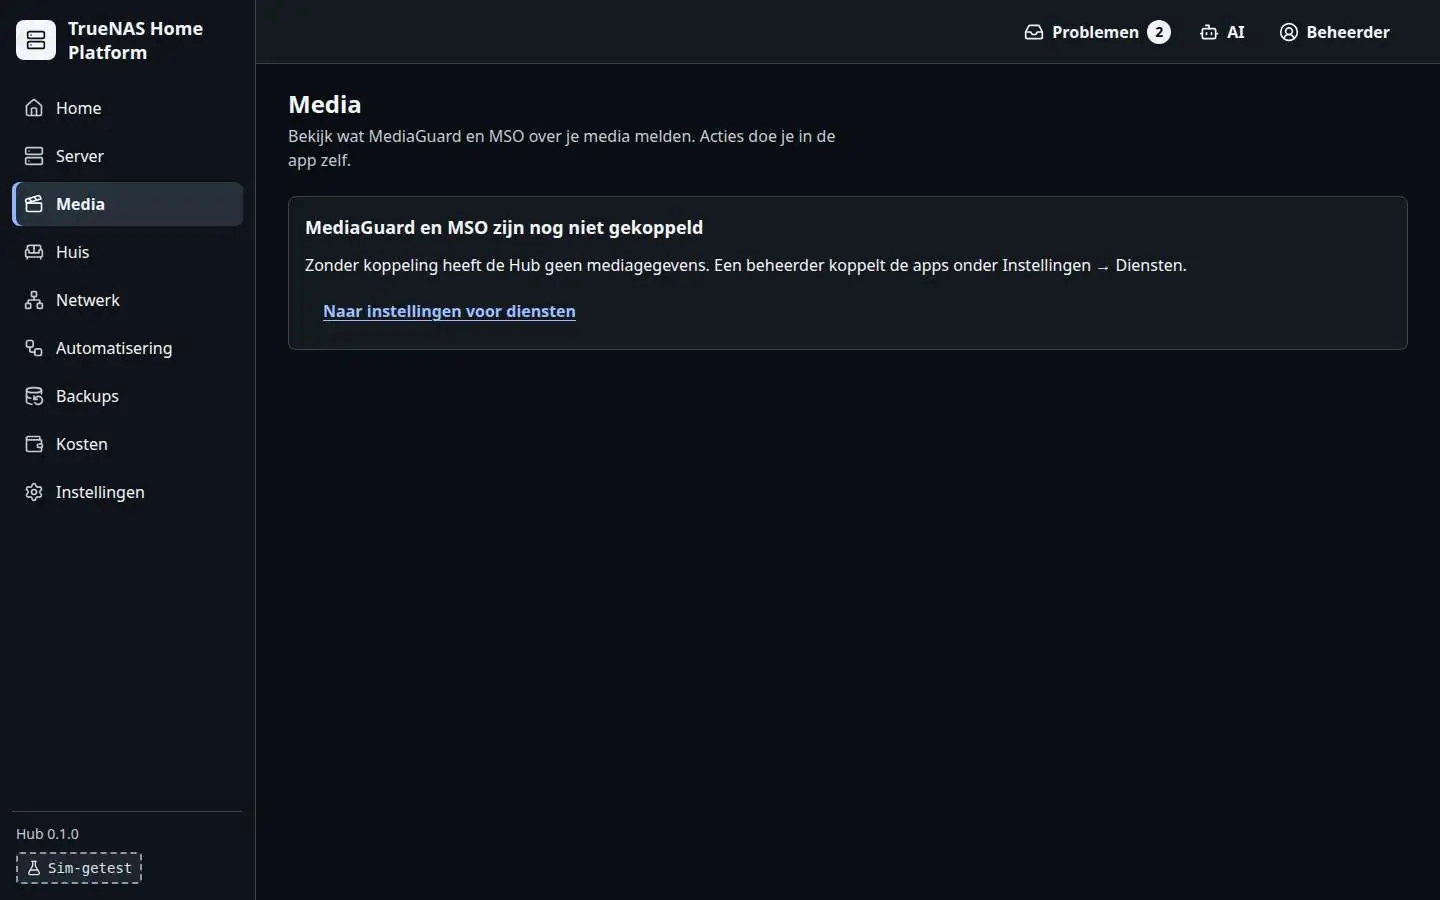 TrueNAS Home
Platform
Home
Server
Media
Huis
Netwerk
Automatisering
Backups
Kosten
Instellingen
Hub 0.1.0
Sim-getest
Problemen 2
AI
Beheerder
Media
Bekijk wat MediaGuard en MSO over je media melden. Acties doe je in de
app zelf.
MediaGuard en MSO zijn nog niet gekoppeld
Zonder koppeling heeft de Hub geen mediagegevens. Een beheerder koppelt de apps onder Instellingen → Diensten.
Naar instellingen voor diensten